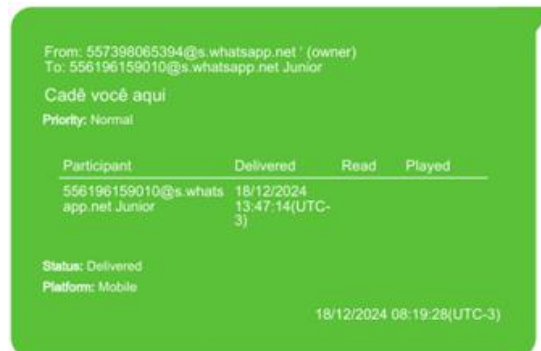 From: 557398065394@s.whatsapp.net ' (owner)
To: 556196159010@s.whatsapp.net Junior
Cadê você aqui
Priority: Normal
Participant Delivered Read Played
556196159010@s.whats 18/12/2024
app.net Junior 13:47:14(UTC-
3)
Status: Delivered
Platform: Mobile
18/12/2024 08:19:28(UTC-3)